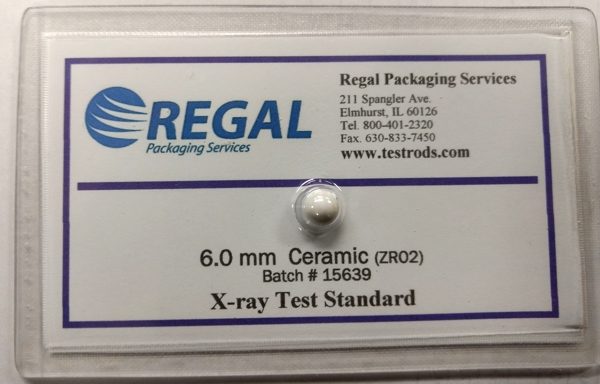 REGAL
Packaging Services
Regal Packaging Services
211 Spangler Ave.
Elmhurst, IL 60126
Tel. 800-401-2320
Fax. 630-833-7450
www.testrods.com
6.0 mm Ceramic (ZRO2)
Batch # 15639
X-ray Test Standard